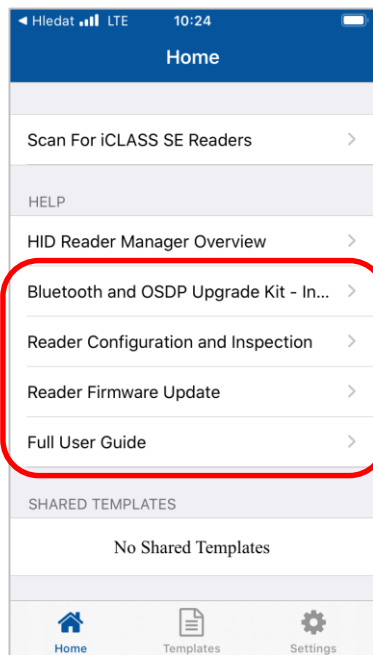 Hledat LTE 10:24
Home
Scan For iCLASS SE Readers
HELP
HID Reader Manager Overview
Bluetooth and OSDP Upgrade Kit - In...
Reader Configuration and Inspection
Reader Firmware Update
Full User Guide
SHARED TEMPLATES
No Shared Templates
Home Templates Settings